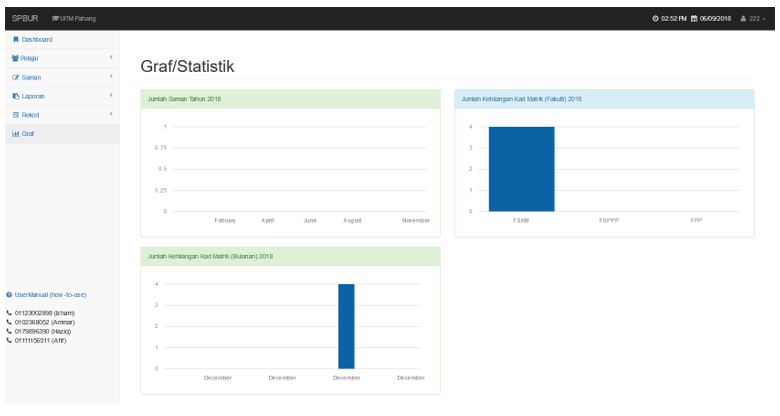 SPBUR UiTM Pahang 02:52:PM 06/09/2018 222
Dashboard
Pelajar
Saman
Laporan
Rekod
Graf
Graf/Statistik
Jumlah Saman Tahun 2018
1
0.75
0.5
0.25
0
Febuary April June August November
Jumlah Kehilangan Kad Matrik (Fakulti) 2018
4
3
2
1
0
FSKM FSPPP FPP
Jumlah Kehilangan Kad Matrik (Bulanan) 2018
4
3
2
1
0
December December December December
UserManual (how -to-use)
01123002898 (Izham)
0102368052 (Ammar)
0179896390 (Haziq)
01111156511 (Afif)